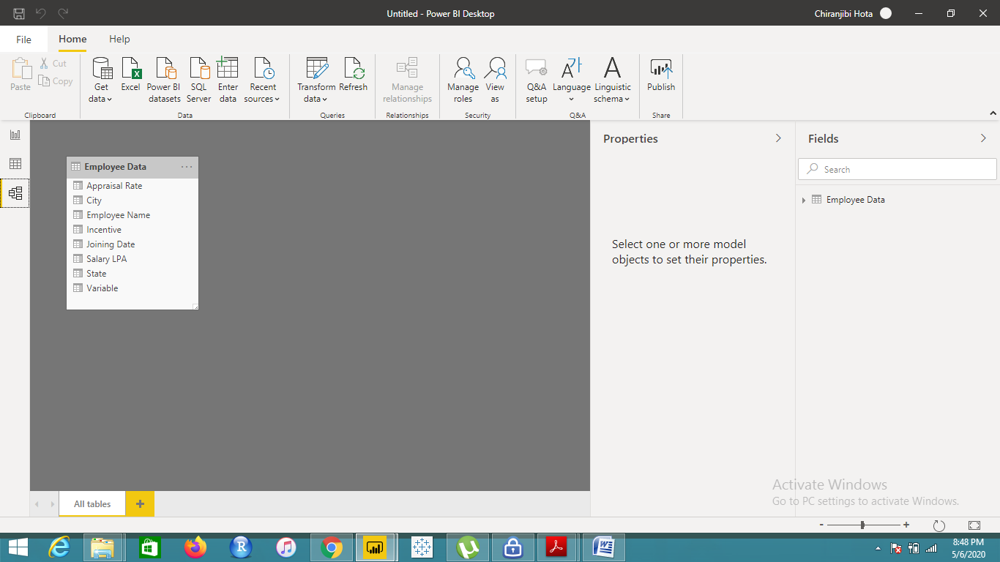 Untitled - Power BI Desktop
Chiranjibi Hota
File
Home
Help
Paste
Cut
Copy
Clipboard
Get data
Excel
Power BI datasets
SQL Server
Enter data
Recent sources
Data
Transform data
Refresh
Queries
Manage relationships
Relationships
Manage roles
View as
Security
Q&A setup
Language
Linguistic schema
Q&A
Publish
Share
Employee Data
Appraisal Rate
City
Employee Name
Incentive
Joining Date
Salary LPA
State
Variable
Properties
Select one or more model
objects to set their properties.
Fields
Search
Employee Data
Activate Windows
Go to PC settings to activate Windows.
All tables
8:48 PM
5/6/2020